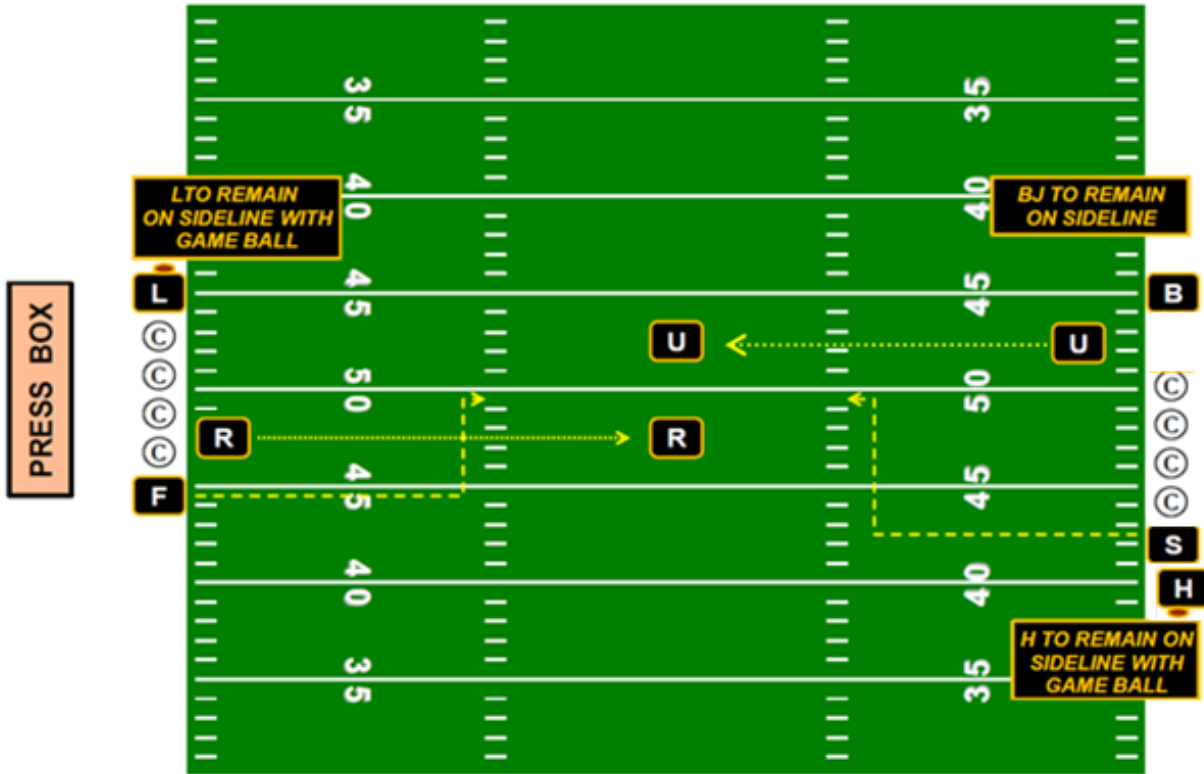 35
35
LTO REMAIN
ON SIDELINE WITH
GAME BALL
40
40
BJ TO REMAIN
ON SIDELINE
L
45
45
B
PRESS BOX
C
C
C
C
U
U
50
50
C
C
C
C
R
R
F
45
45
S
H
40
40
H TO REMAIN ON
SIDELINE WITH
GAME BALL
35
35